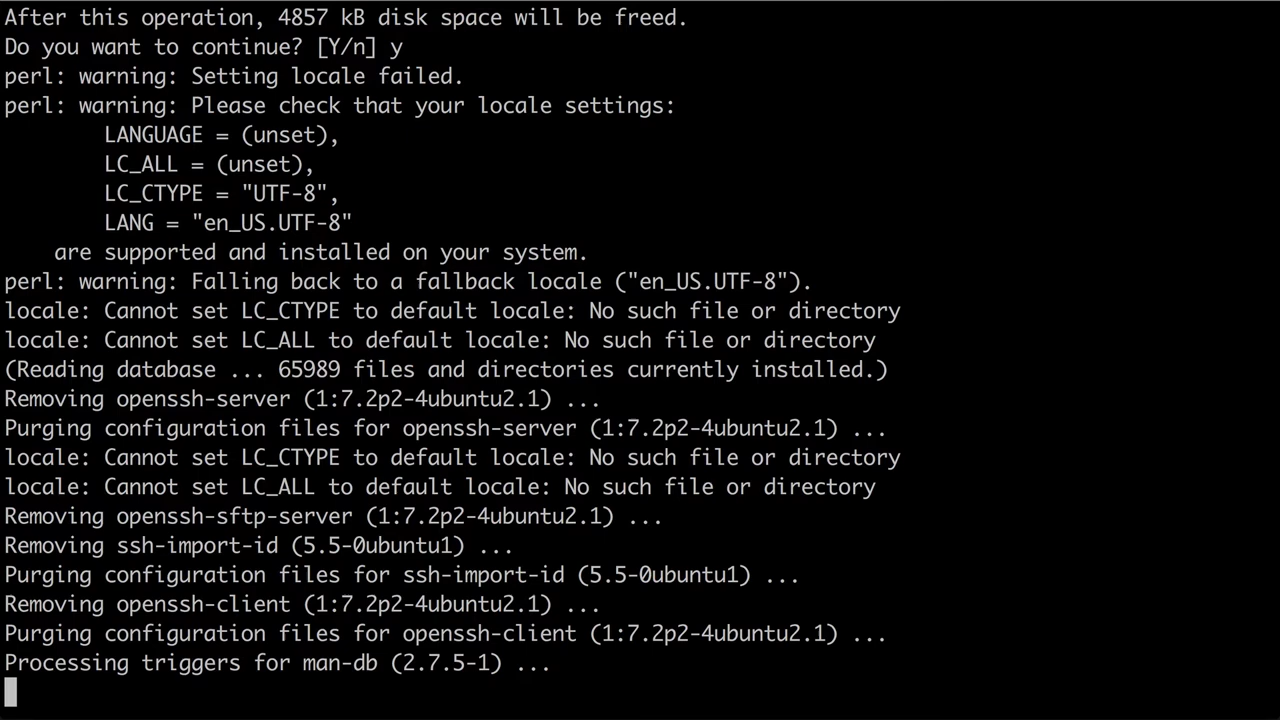 After this operation, 4857 kB disk space will be freed.
Do you want to continue? [Y/n] y
perl: warning: Setting locale failed.
perl: warning: Please check that your locale settings:
        LANGUAGE = (unset),
        LC_ALL = (unset),
        LC_CTYPE = "UTF-8",
        LANG = "en_US.UTF-8"
    are supported and installed on your system.
perl: warning: Falling back to a fallback locale ("en_US.UTF-8").
locale: Cannot set LC_CTYPE to default locale: No such file or directory
locale: Cannot set LC_ALL to default locale: No such file or directory
(Reading database ... 65989 files and directories currently installed.)
Removing openssh-server (1:7.2p2-4ubuntu2.1) ...
Purging configuration files for openssh-server (1:7.2p2-4ubuntu2.1) ...
locale: Cannot set LC_CTYPE to default locale: No such file or directory
locale: Cannot set LC_ALL to default locale: No such file or directory
Removing openssh-sftp-server (1:7.2p2-4ubuntu2.1) ...
Removing ssh-import-id (5.5-0ubuntu1) ...
Purging configuration files for ssh-import-id (5.5-0ubuntu1) ...
Removing openssh-client (1:7.2p2-4ubuntu2.1) ...
Purging configuration files for openssh-client (1:7.2p2-4ubuntu2.1) ...
Processing triggers for man-db (2.7.5-1) ...